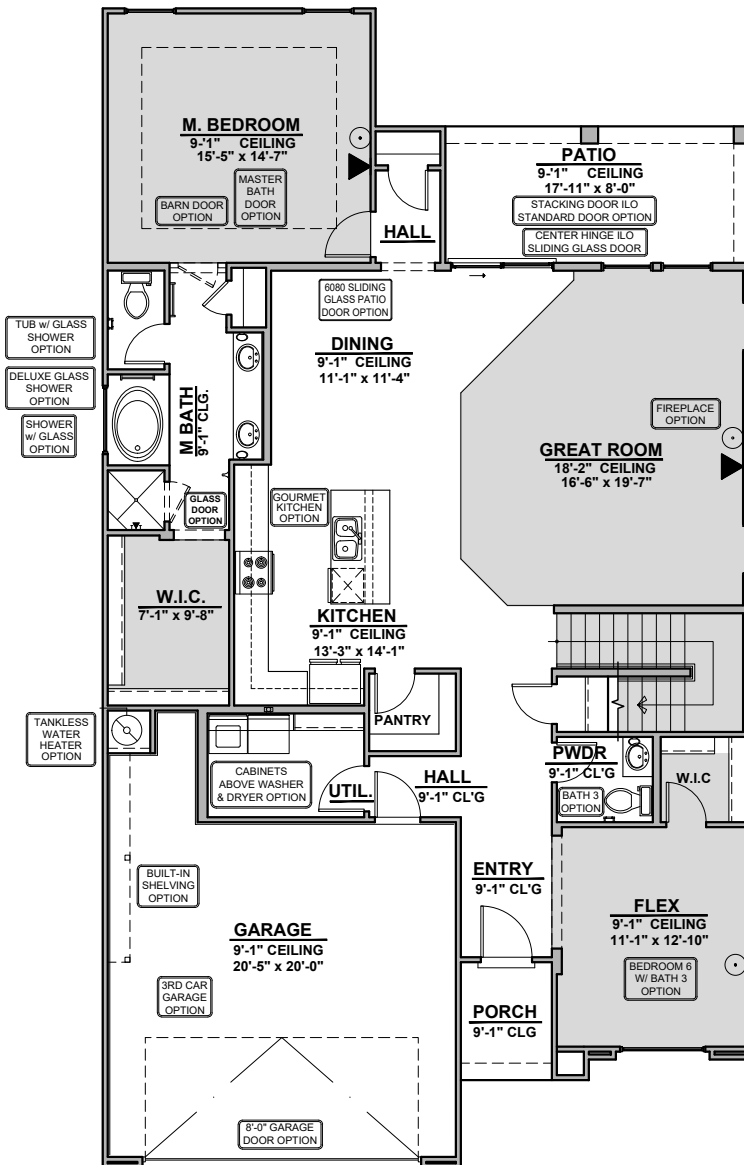 M. BEDROOM
9-'1" CEILING
15'-5" x 14'-7"
BARN DOOR
OPTION
MASTER
BATH
DOOR
OPTION
HALL
PATIO
9-'1" CEILING
17'-11" x 8'-0"
STACKING DOOR ILO
STANDARD DOOR OPTION
CENTER HINGE ILO
SLIDING GLASS DOOR
6080 SLIDING
GLASS PATIO
DOOR OPTION
TUB w/ GLASS
SHOWER
OPTION
DELUXE GLASS
SHOWER
OPTION
SHOWER
w/ GLASS
OPTION
M BATH
9'-1" CLG.
DINING
9'-1" CEILING
11'-1" x 11'-4"
FIREPLACE
OPTION
GREAT ROOM
18'-2" CEILING
16'-6" x 19'-7"
GLASS
DOOR
OPTION
GOURMET
KITCHEN
OPTION
W.I.C.
7'-1" x 9'-8"
KITCHEN
9'-1" CEILING
13'-3" x 14'-1"
TANKLESS
WATER
HEATER
OPTION
PANTRY
CABINETS
ABOVE WASHER
& DRYER OPTION
UTIL.
HALL
9'-1" CL'G
PWDR
9'-1" CL'G
BATH 3
OPTION
W.I.C
BUILT-IN
SHELVING
OPTION
ENTRY
9'-1" CL'G
FLEX
9'-1" CEILING
11'-1" x 12'-10"
BEDROOM 6
W/ BATH 3
OPTION
GARAGE
9'-1" CEILING
20'-5" x 20'-0"
3RD CAR
GARAGE
OPTION
PORCH
9'-1" CLG
8'-0" GARAGE
DOOR OPTION